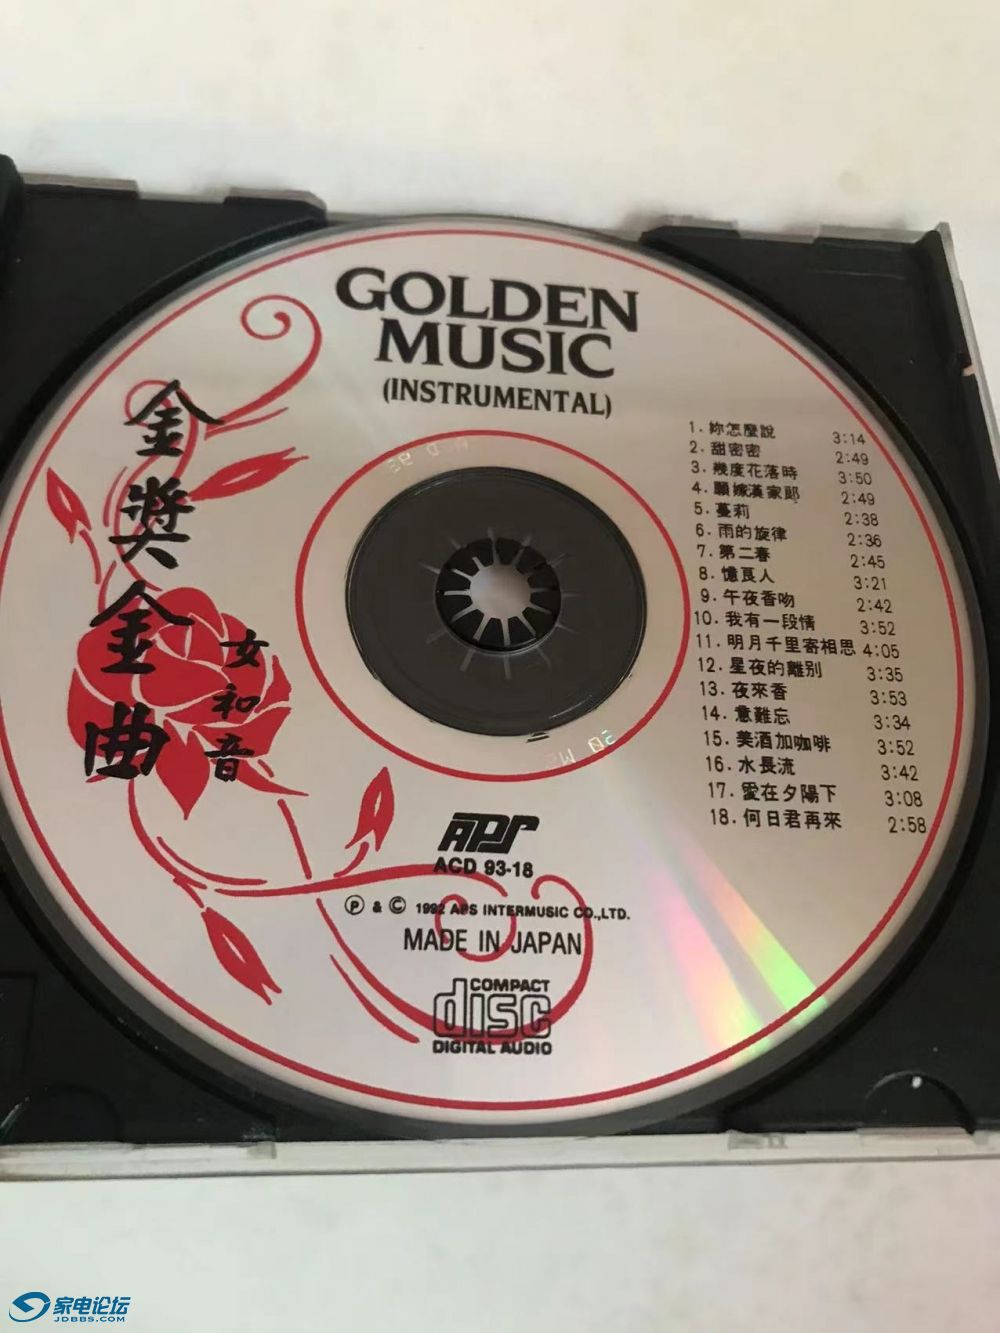 GOLDEN
MUSIC
(INSTRUMENTAL)
金獎金曲
女和音
1. 妳怎麼說 3:14
2. 甜密密 2:49
3. 幾度花落時 3:50
4. 願嫁漢家郎 2:49
5. 蔓莉 2:38
6. 雨的旋律 2:36
7. 第二春 2:45
8. 憶良人 3:21
9. 午夜香吻 2:42
10. 我有一段情 3:52
11. 明月千里寄相思 4:05
12. 星夜的離別 3:35
13. 夜來香 3:53
14. 意難忘 3:34
15. 美酒加咖啡 3:52
16. 水長流 3:42
17. 愛在夕陽下 3:08
18. 何日君再來 2:58
APS
ACD 93-18
Ⓟ & © 1992 APS INTERMUSIC CO.,LTD.
MADE IN JAPAN
COMPACT
disc
DIGITAL AUDIO
家电论坛
JDBBS.COM